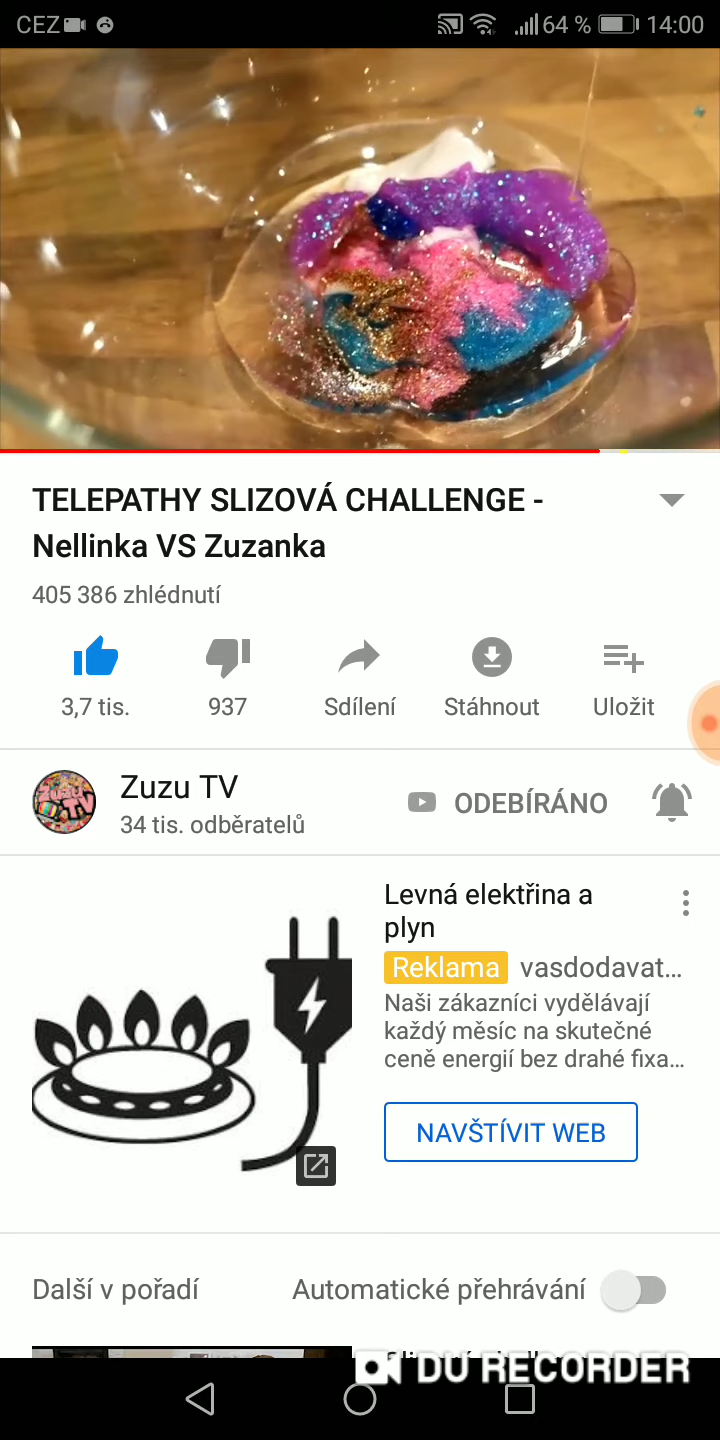 CEZ 64 % 14:00
TELEPATHY SLIZOVÁ CHALLENGE -
Nellinka VS Zuzanka
405 386 zhlédnutí
3,7 tis. 937 Sdílení Stáhnout Uložit
ZUZU TV
Zuzu TV
34 tis. odběratelů
ODEBÍRÁNO
Levná elektřina a
plyn
Reklama vasdodavat...
Naši zákazníci vydělávají
každý měsíc na skutečné
ceně energií bez drahé fixa...
NAVŠTÍVIT WEB
Další v pořadí Automatické přehrávání
DU RECORDER